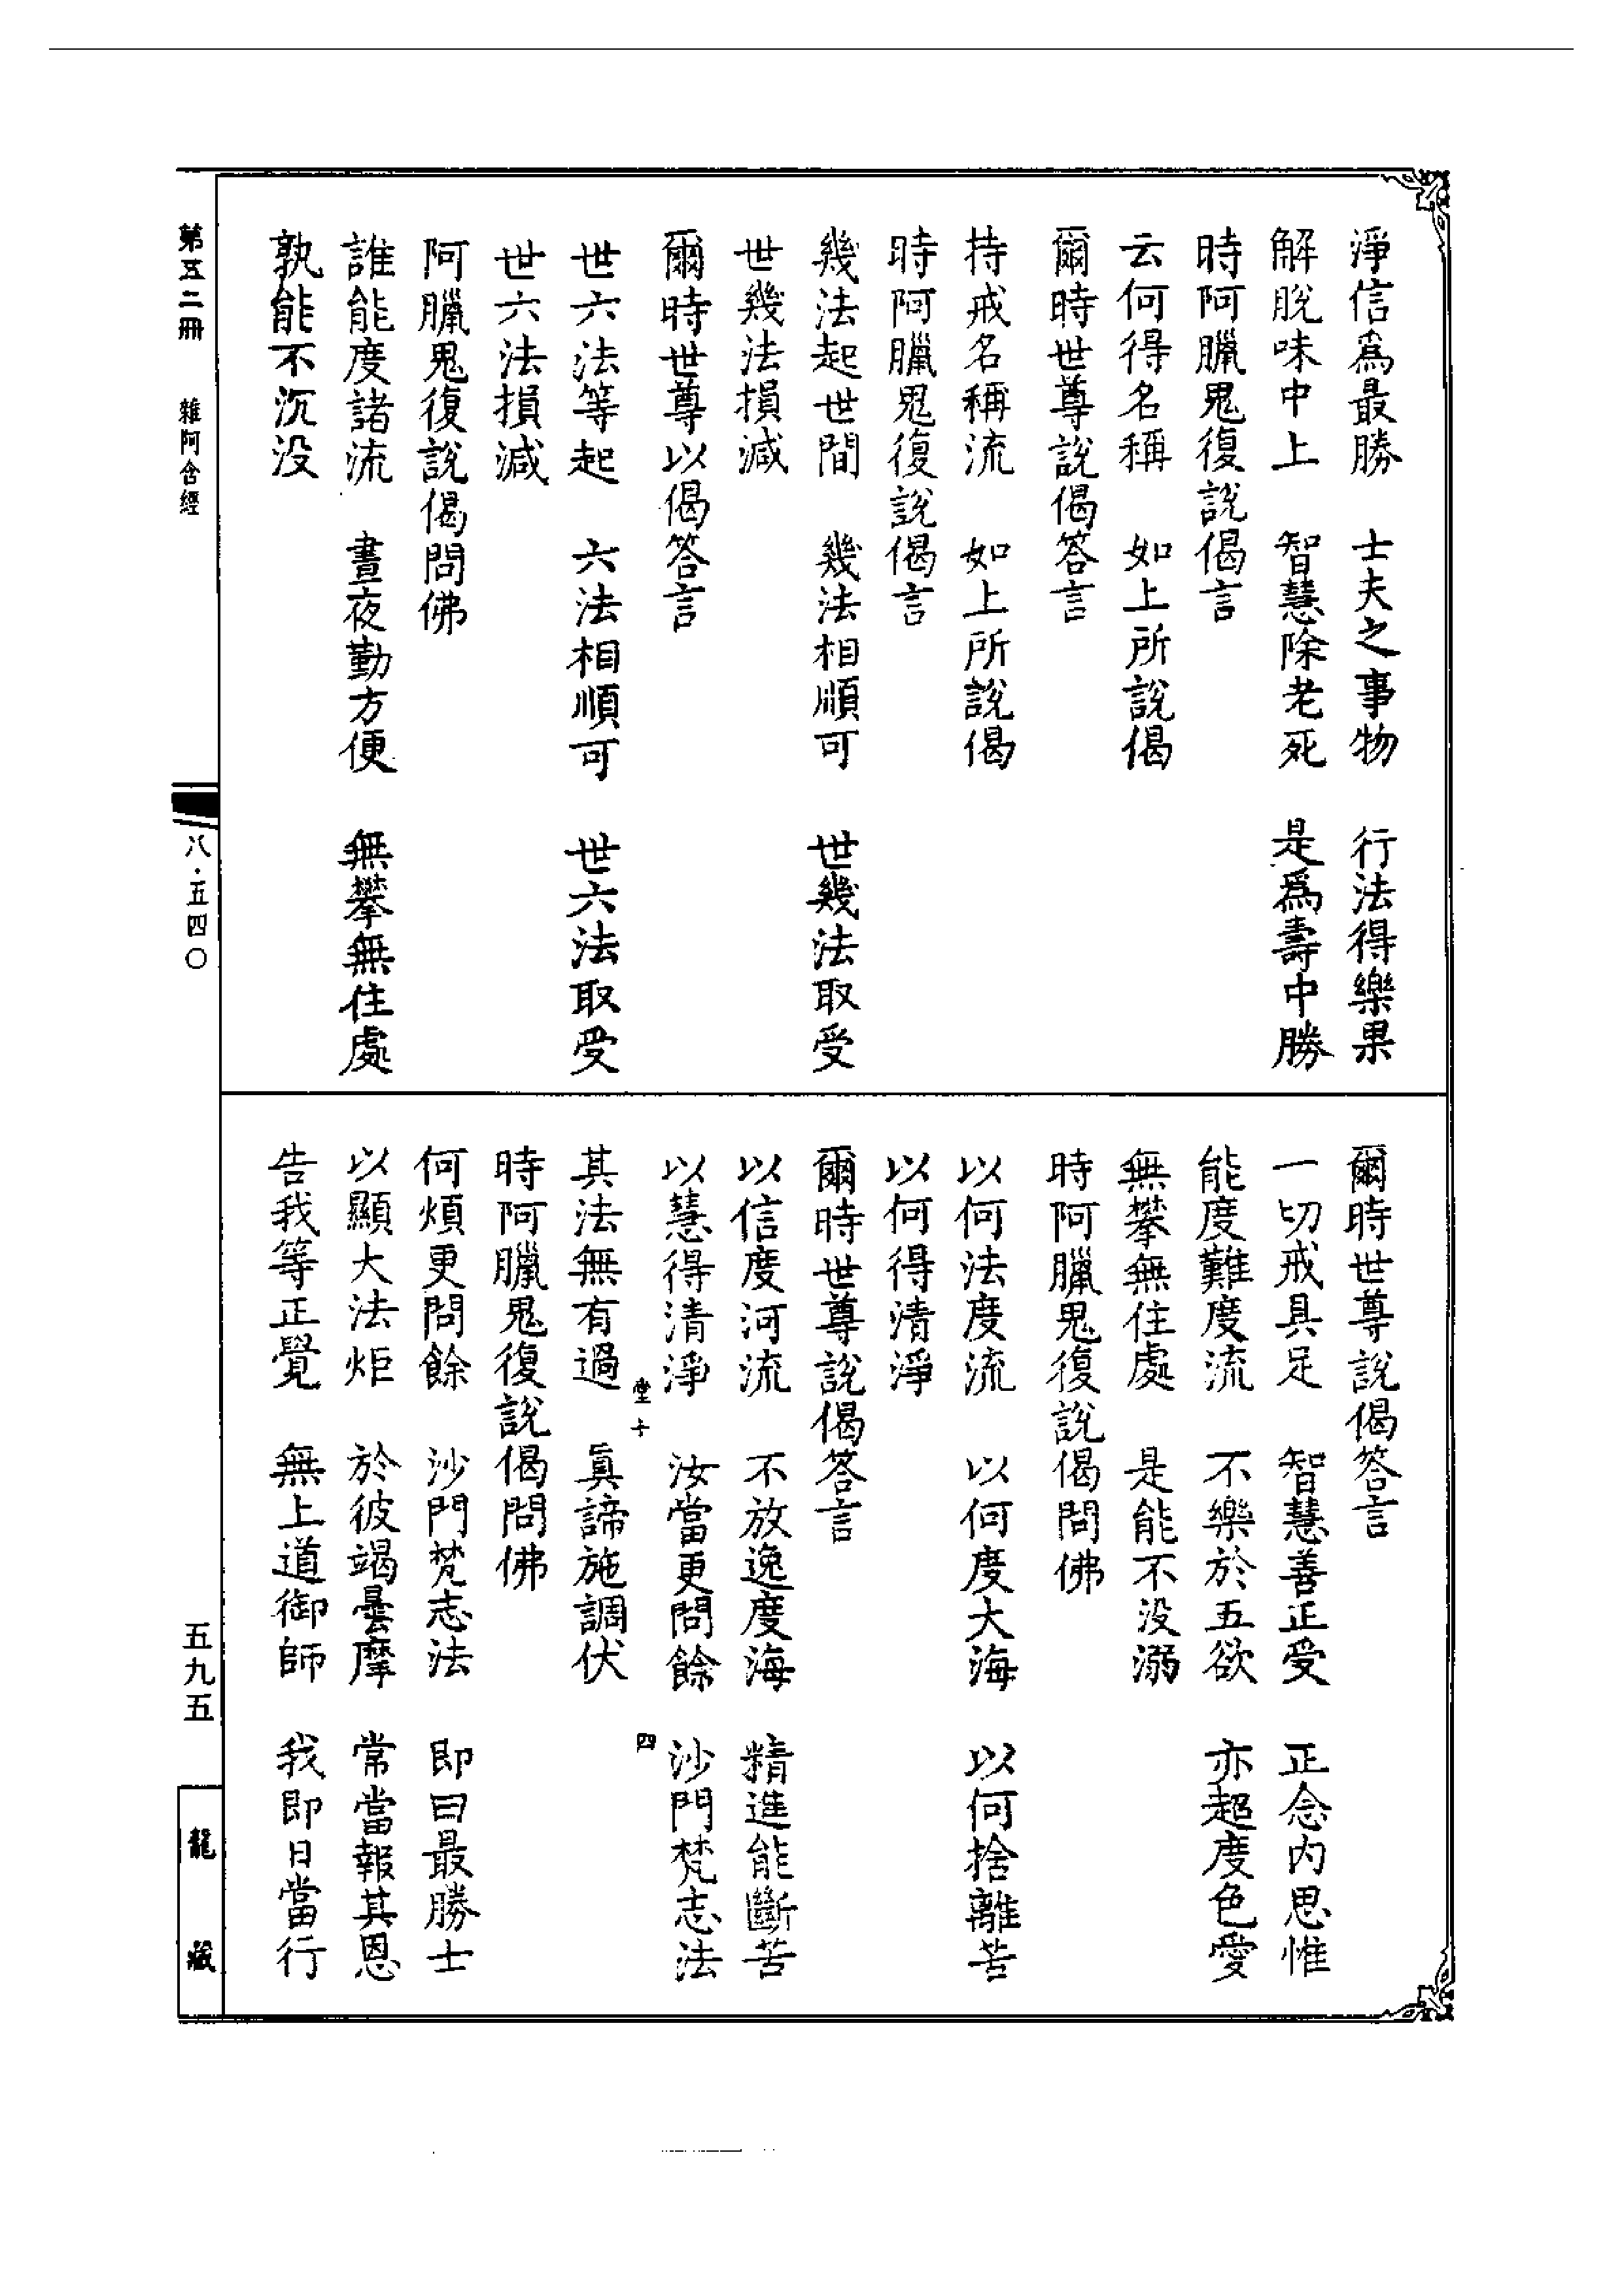 淨信爲最勝　士夫之事物　行法得樂果
解脫味中上　智慧除老死　是爲壽中勝
時阿臘鬼復說偈言
云何得名稱　如上所說偈
爾時世尊說偈答言
持戒名稱流　如上所說偈
時阿臘鬼復說偈言
幾法起世間　幾法相順可　世幾法取受
世幾法損減
爾時世尊以偈答言
世六法等起　六法相順可　世六法取受
世六法損減
阿臘鬼復說偈問佛
誰能度諸流　晝夜勤方便　無攀無住處
孰能不沉没
爾時世尊說偈答言
一切戒具足　智慧善正受　正念內思惟
能度難度流　不樂於五欲　亦超度色愛
無攀無住處　是能不没溺
時阿臘鬼復說偈問佛
以何法度流　以何度大海　以何捨離苦
以何得清淨
爾時世尊說偈答言
以信度河流　不放逸度海　精進能斷苦
以慧得清淨　汝當更問餘　沙門梵志法
四
其法無有過　眞諦施調伏
時阿臘鬼復說偈問佛
何煩更問餘　沙門梵志法　即曰最勝士
以顯大法炬　於彼竭曇摩　常當報其恩
告我等正覺　無上道御師　我即日當行
第五二冊　雜阿含經
八·五四〇
五九五
龍藏